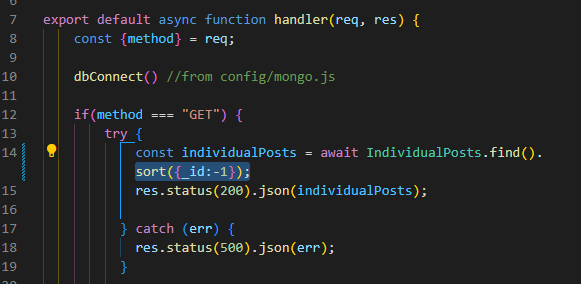 7 export default async function handler(req, res) {
8 const {method} = req;
9
10 dbConnect() //from config/mongo.js
11
12 if(method === "GET") {
13 try {
14 const individualPosts = await IndividualPosts.find().
sort({_id:-1});
15 res.status(200).json(individualPosts);
16
17 } catch (err) {
18 res.status(500).json(err);
19 }